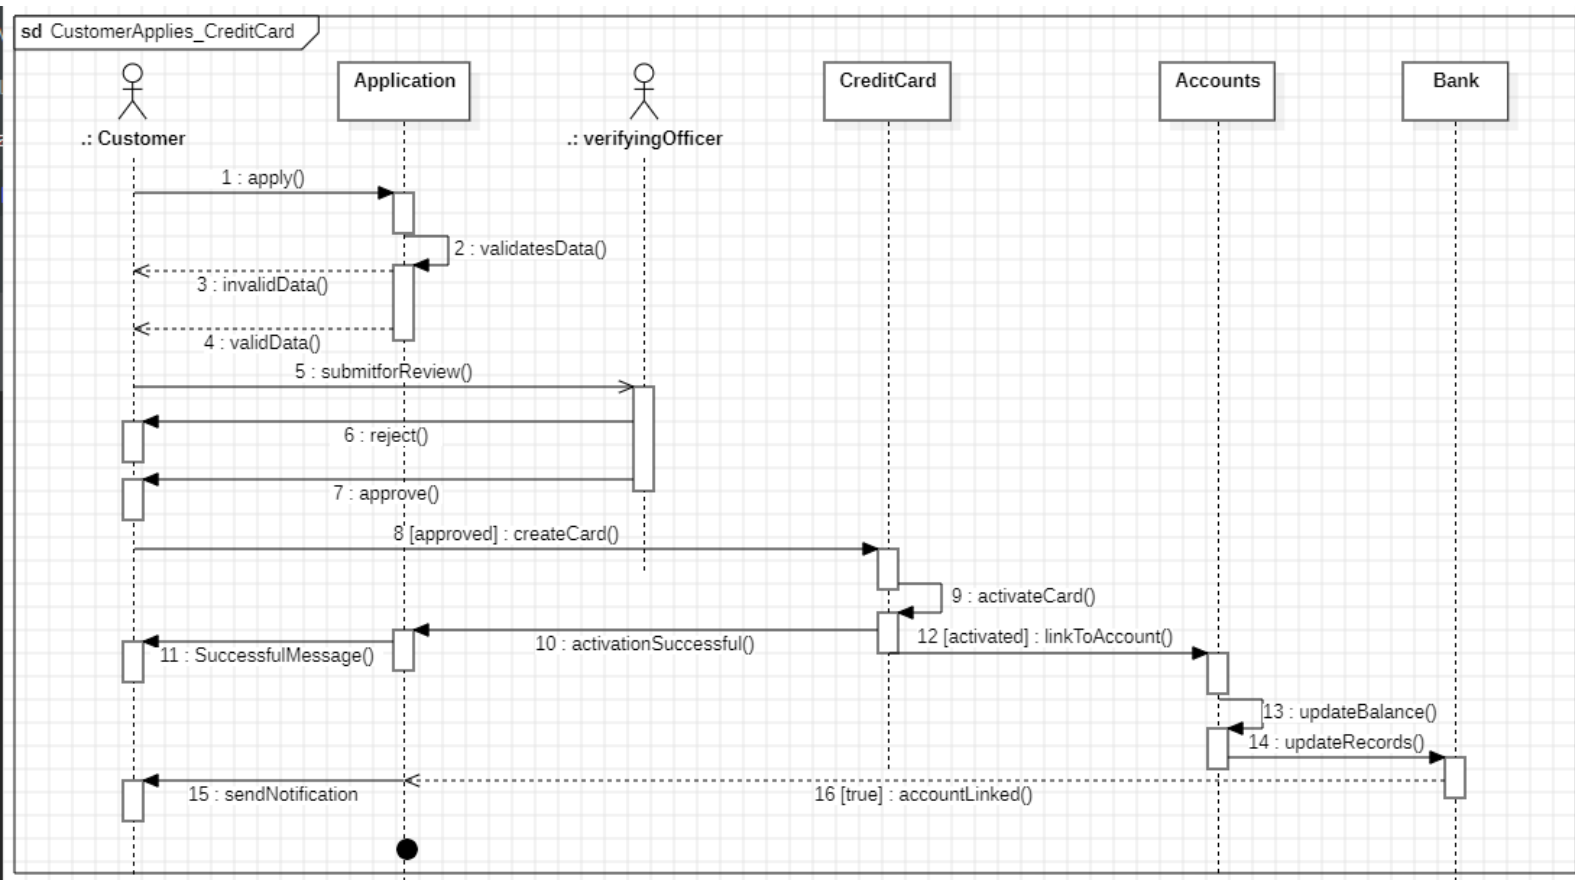 sd CustomerApplies_CreditCard
Application
CreditCard
Accounts
Bank
.: Customer
.: verifyingOfficer
1 : apply()
2 : validatesData()
3 : invalidData()
4 : validData()
5 : submitforReview()
6 : reject()
7 : approve()
8 [approved] : createCard()
9 : activateCard()
10 : activationSuccessful()
12 [activated] : linkToAccount()
11 : SuccessfulMessage()
13 : updateBalance()
14 : updateRecords()
15 : sendNotification
16 [true] : accountLinked()